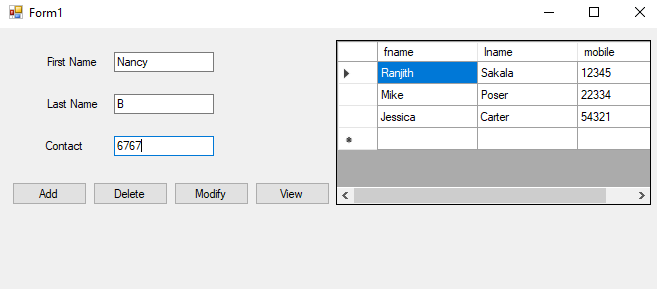 Form1
First Name Nancy
Last Name B
Contact 6767
Add Delete Modify View
fname lname mobile
Ranjith Sakala 12345
Mike Poser 22334
Jessica Carter 54321